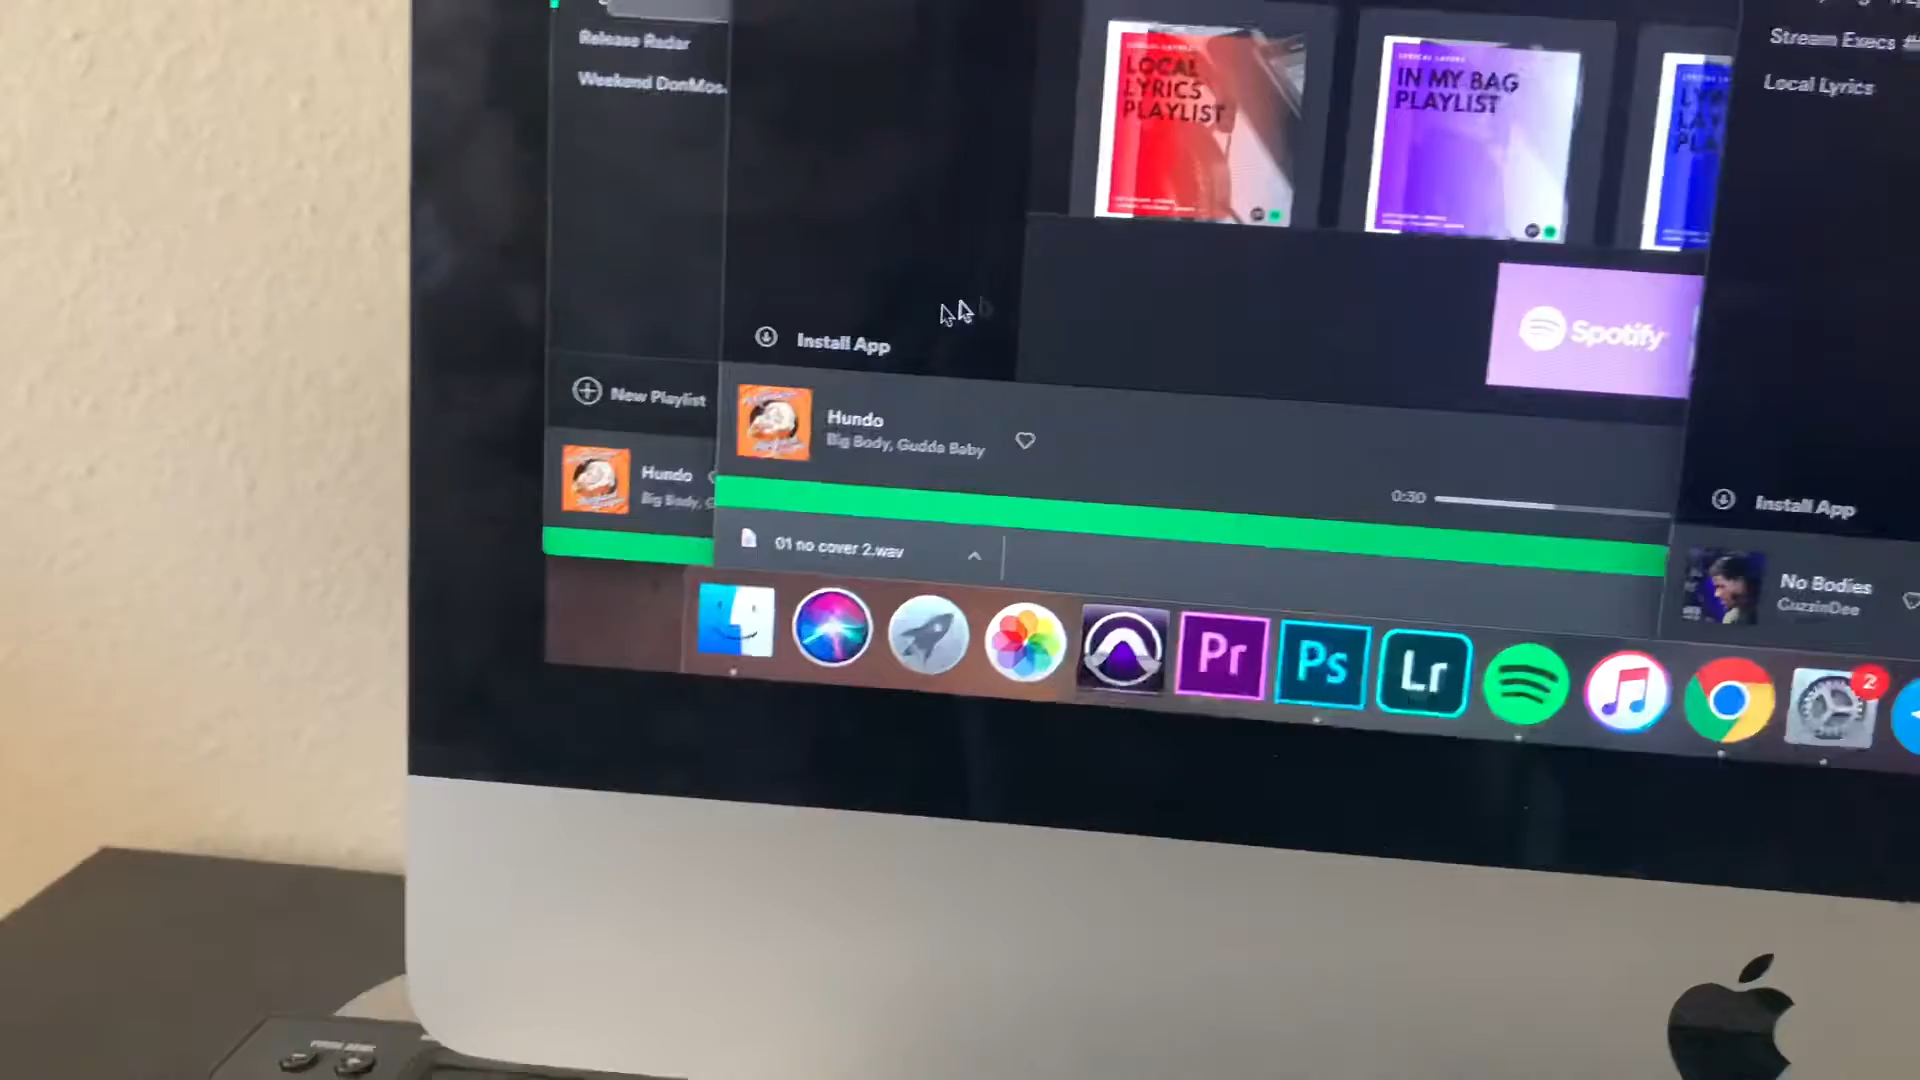 Release Radar
Weekend DonMos.
New Playlist
Hundo
Big Body, G
LOCAL
LYRICS
PLAYLIST
IN MY BAG
PLAYLIST
Install App
Spotify
Hundo
Big Body, Gudda Baby
0:30
01 no cover 2.wav
Stream Execs
Local Lyrics
Install App
No Bodies
CuzzinDee
Pr
Ps
Lr
2